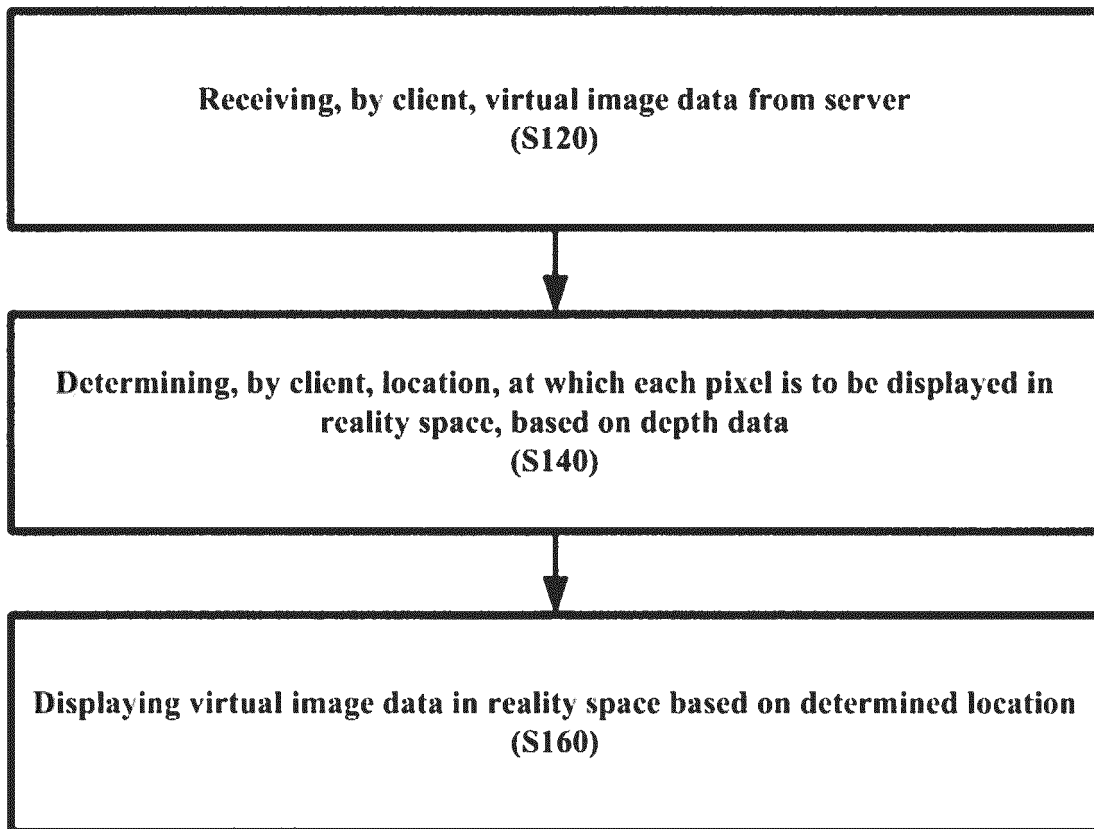 Receiving, by client, virtual image data from server
(S120)
Determining, by client, location, at which each pixel is to be displayed in
reality space, based on depth data
(S140)
Displaying virtual image data in reality space based on determined location
(S160)